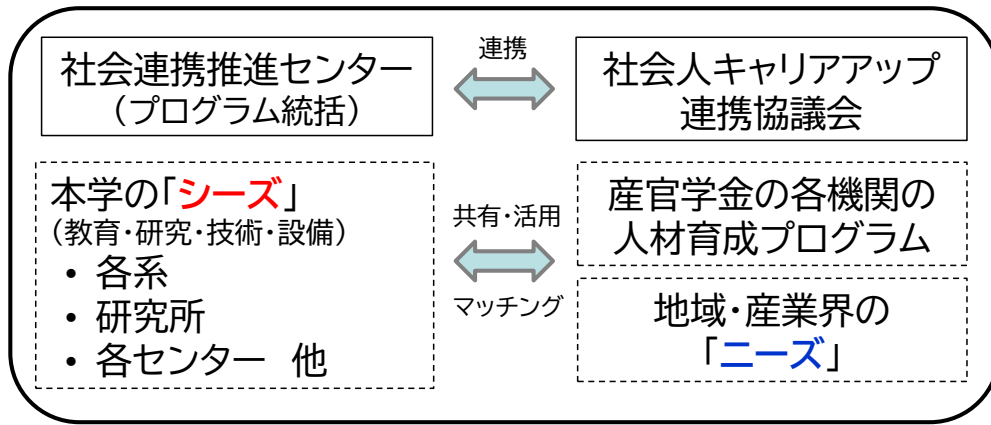 社会連携推進センター
（プログラム統括）
連携
社会人キャリアアップ
連携協議会
本学の｢シーズ｣
（教育･研究･技術･設備）
• 各系
• 研究所
• 各センター 他
共有･活用
マッチング
産官学金の各機関の
人材育成プログラム
地域･産業界の
｢ニーズ｣